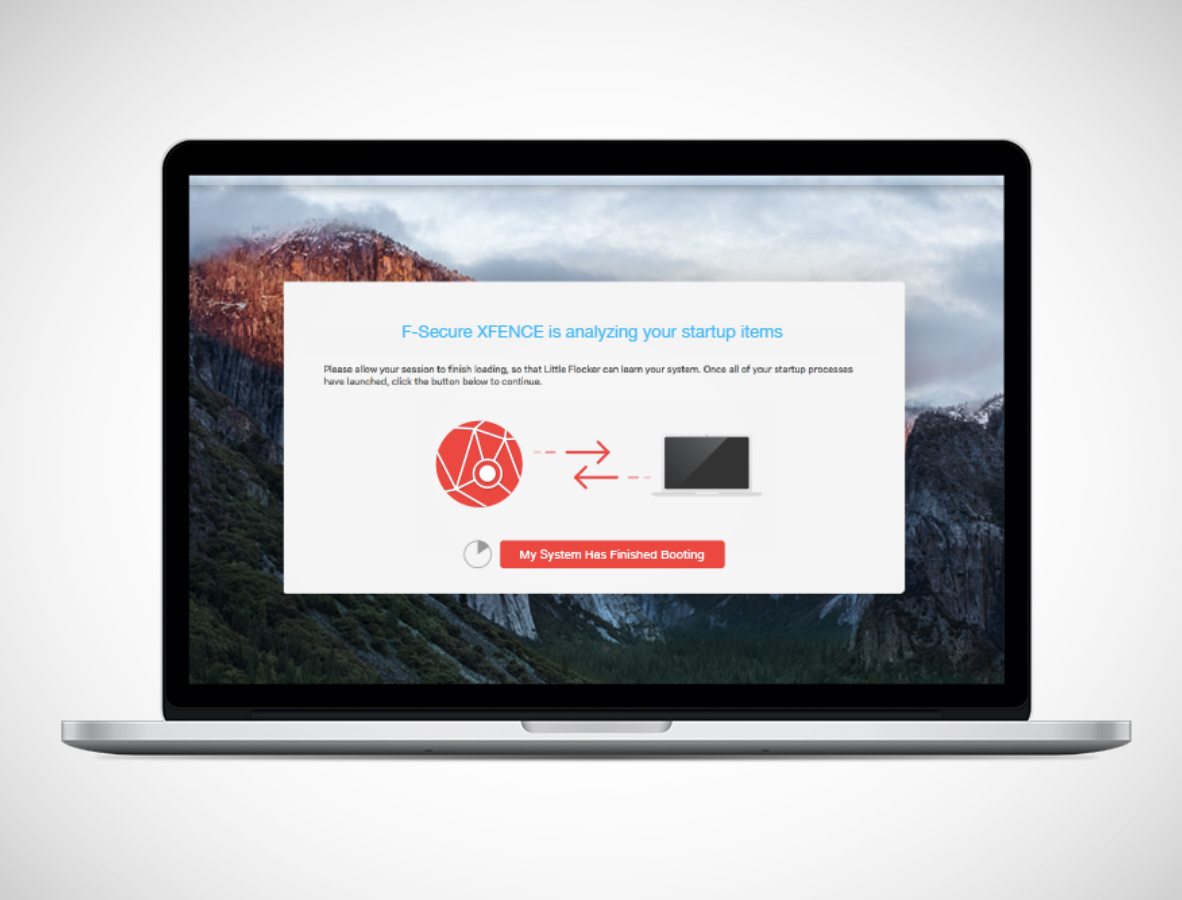 F-Secure XFENCE is analyzing your startup items
Please allow your session to finish loading, so that Little Flocker can learn your system. Once all of your startup processes
have launched, click the button below to continue.
My System Has Finished Booting